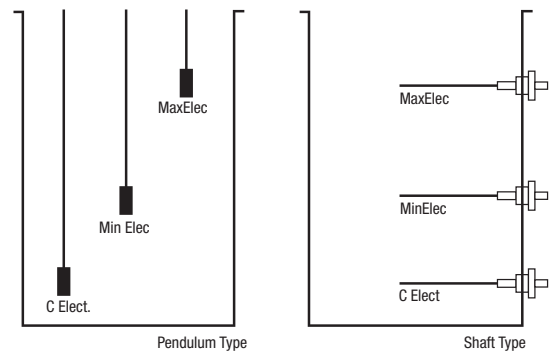 MaxElec
Min Elec
C Elect.
Pendulum Type
MaxElec
MinElec
C Elect
Shaft Type